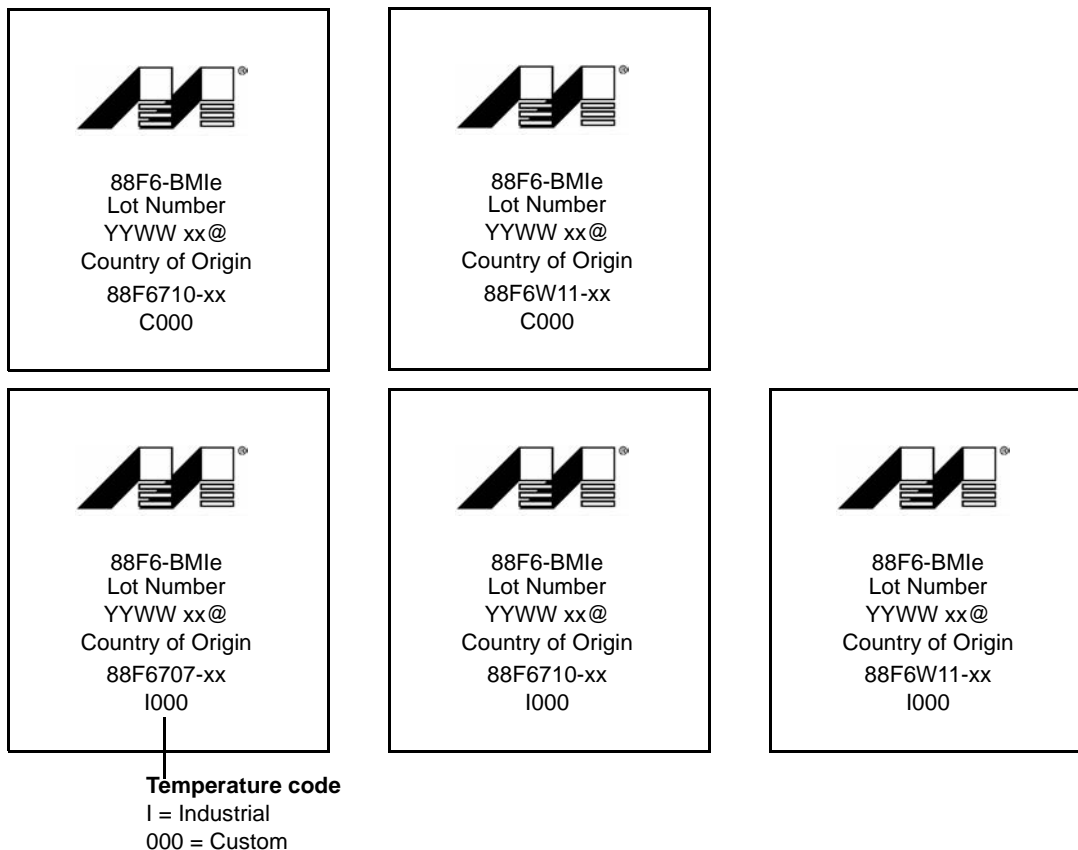 ®
88F6-BMIe
Lot Number
YYWW xx@
Country of Origin
88F6710-xx
C000
®
88F6-BMIe
Lot Number
YYWW xx@
Country of Origin
88F6W11-xx
C000
®
88F6-BMIe
Lot Number
YYWW xx@
Country of Origin
88F6707-xx
I000
®
88F6-BMIe
Lot Number
YYWW xx@
Country of Origin
88F6710-xx
I000
®
88F6-BMIe
Lot Number
YYWW xx@
Country of Origin
88F6W11-xx
I000
Temperature code
I = Industrial
000 = Custom